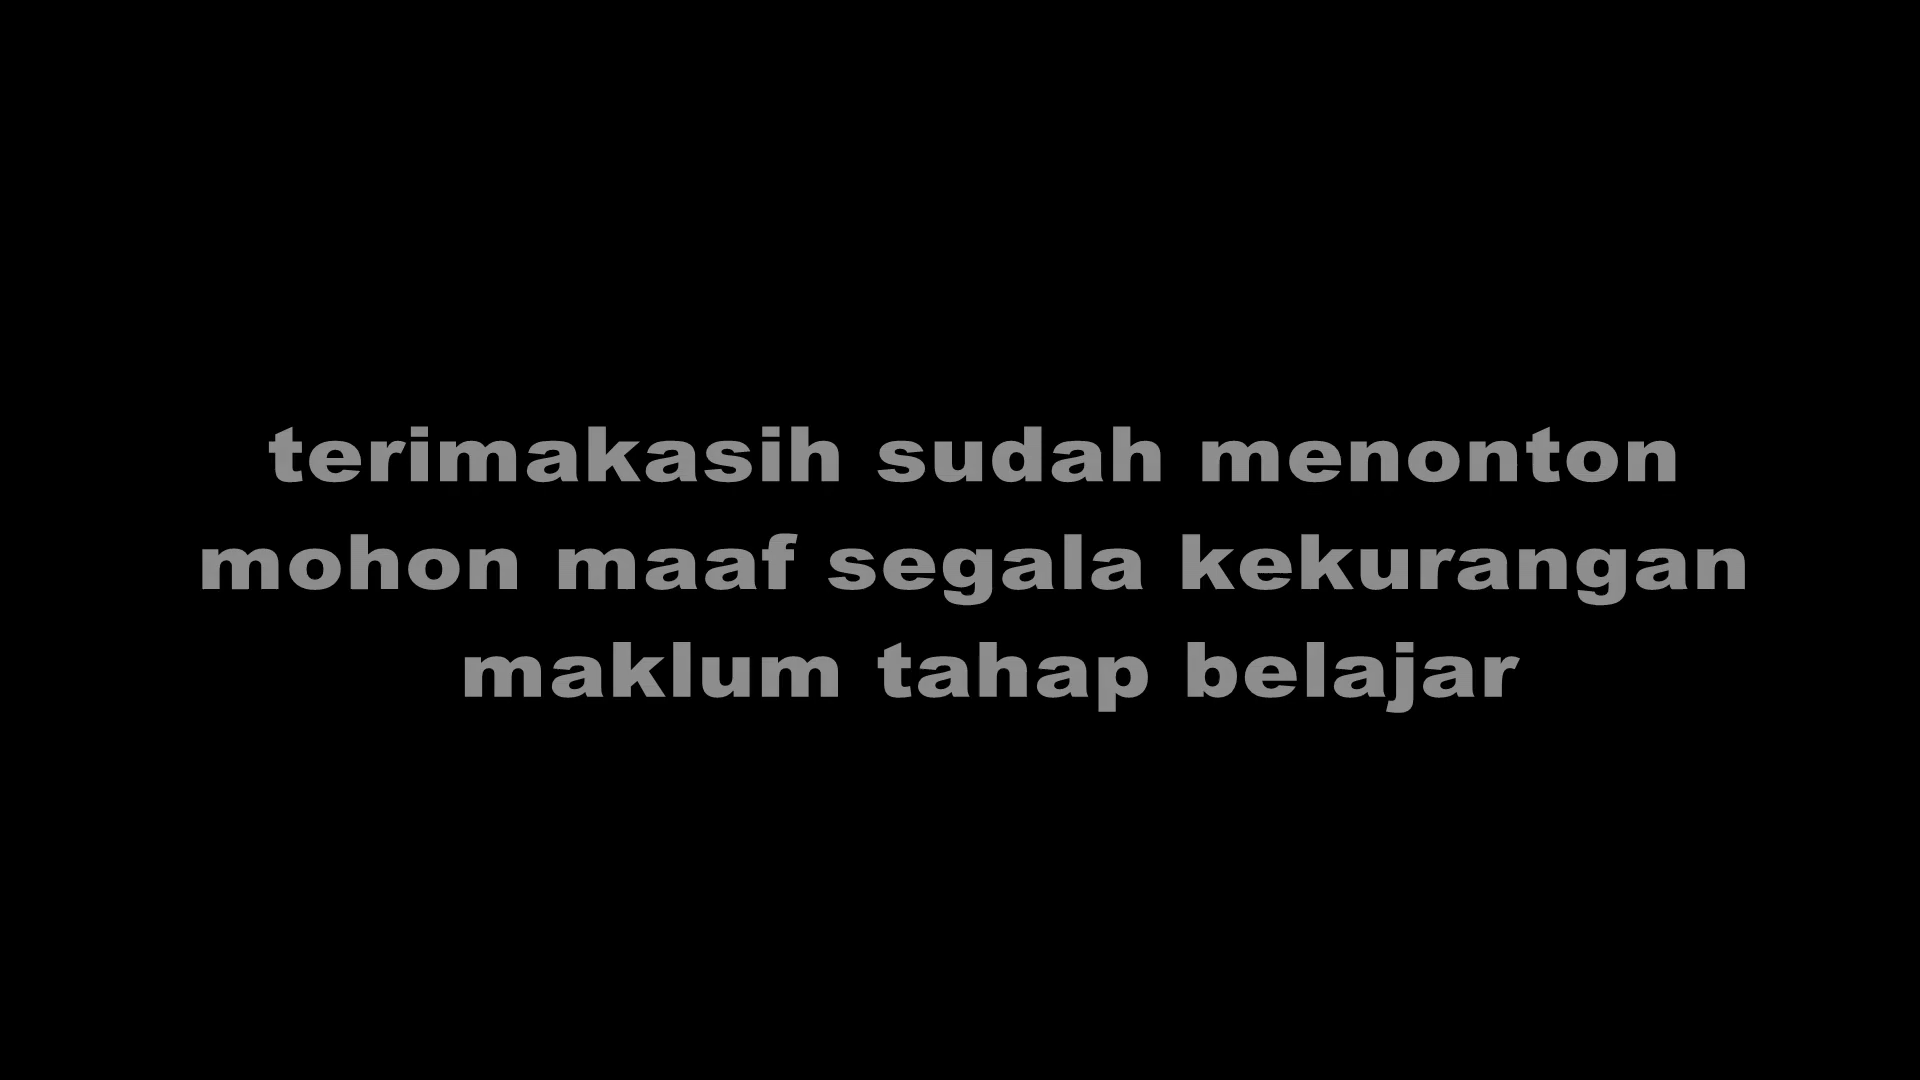 terimakasih sudah menonton
mohon maaf segala kekurangan
maklum tahap belajar